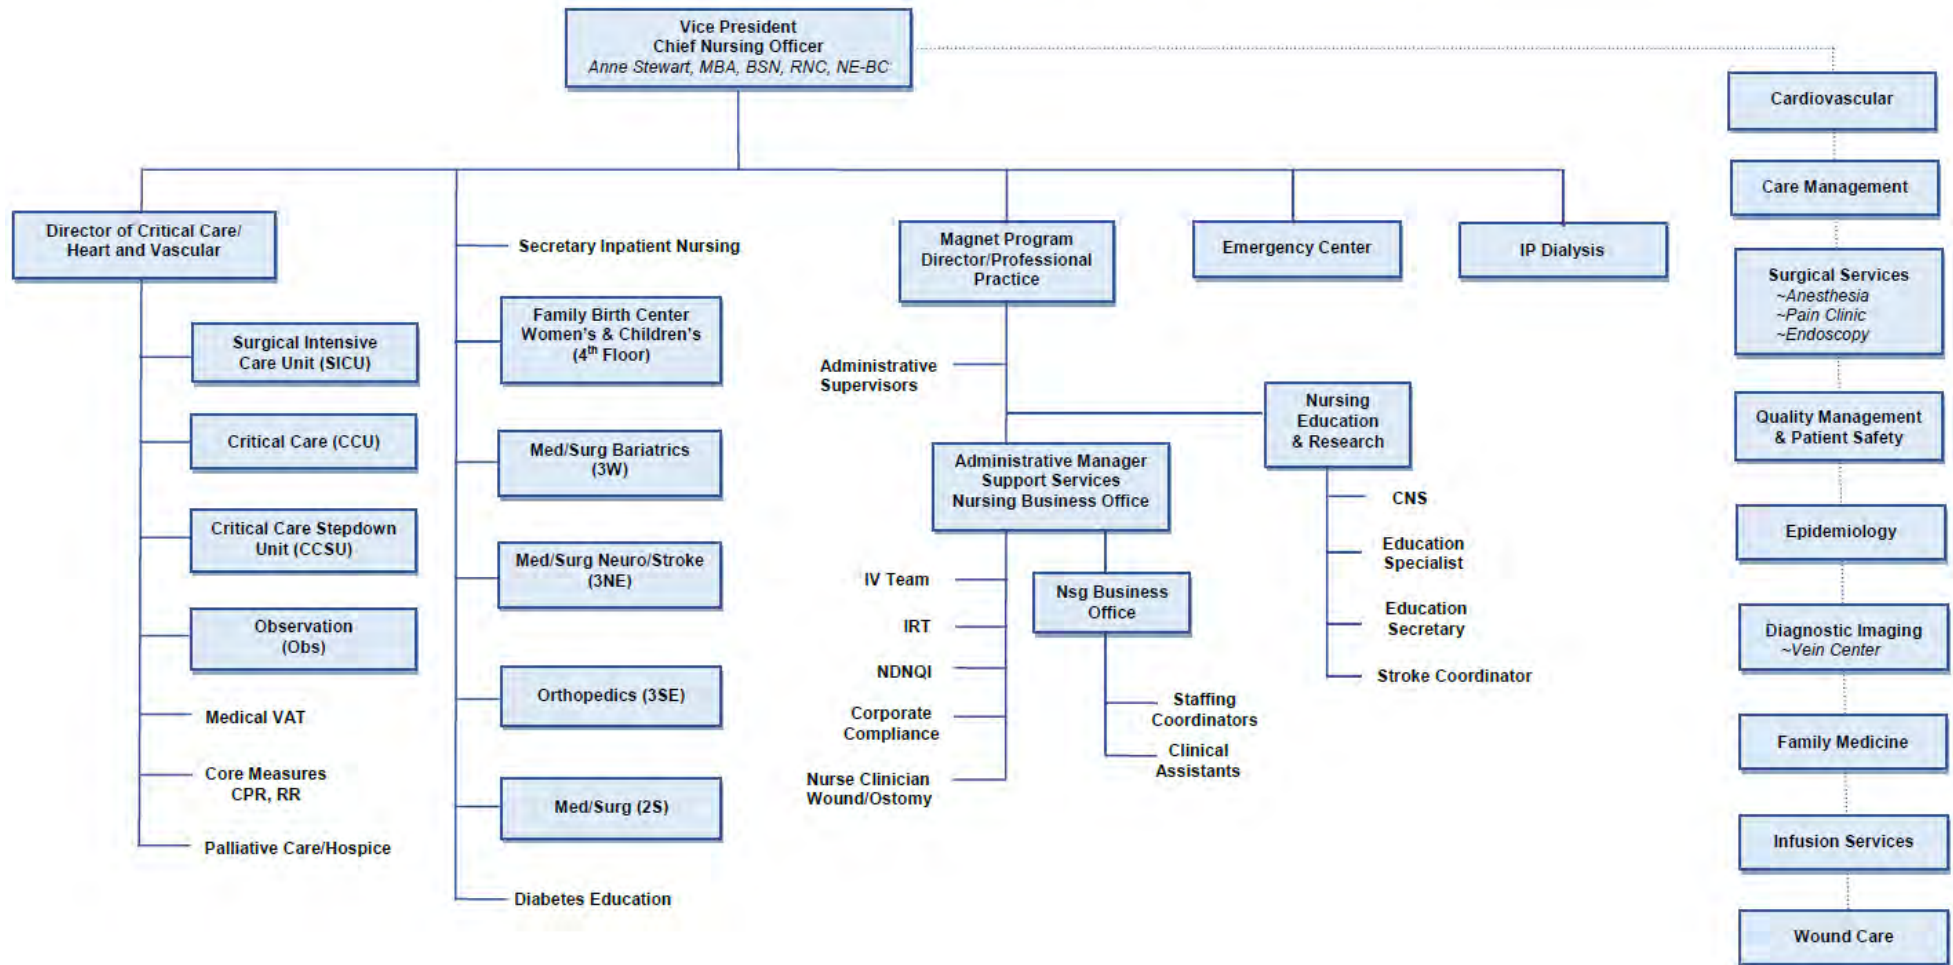 Vice President
Chief Nursing Officer
Anne Stewart, MBA, BSN, RNC, NE-BC
Director of Critical Care/
Heart and Vascular
Surgical Intensive
Care Unit (SICU)
Critical Care (CCU)
Critical Care Stepdown
Unit (CCSU)
Observation
(Obs)
Medical VAT
Core Measures
CPR, RR
Palliative Care/Hospice
Secretary Inpatient Nursing
Family Birth Center
Women's & Children's
(4th Floor)
Med/Surg Bariatrics
(3W)
Med/Surg Neuro/Stroke
(3NE)
Orthopedics (3SE)
Med/Surg (2S)
Diabetes Education
Magnet Program
Director/Professional
Practice
Administrative
Supervisors
Administrative Manager
Support Services
Nursing Business Office
IV Team
IRT
NDNQI
Corporate
Compliance
Nurse Clinician
Wound/Ostomy
Nsg Business
Office
Staffing
Coordinators
Clinical
Assistants
Nursing
Education
& Research
CNS
Education
Specialist
Education
Secretary
Stroke Coordinator
Emergency Center
IP Dialysis
Cardiovascular
Care Management
Surgical Services
~Anesthesia
~Pain Clinic
~Endoscopy
Quality Management
& Patient Safety
Epidemiology
Diagnostic Imaging
~Vein Center
Family Medicine
Infusion Services
Wound Care